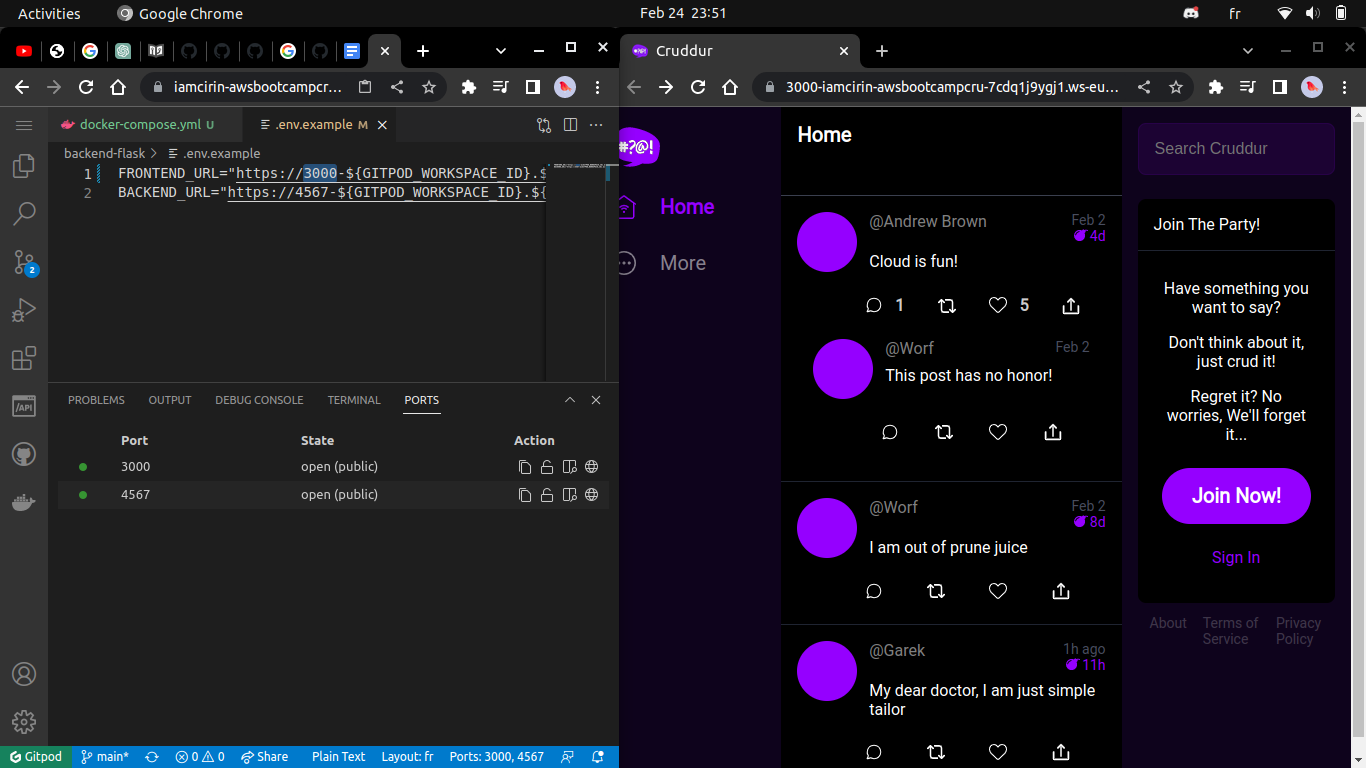 Activities
Google Chrome
Feb 24 23:51
fr
Cruddur
iamcirin-awsbootcampcr...
3000-iamcirin-awsbootcampcru-7cdq1j9ygj1.ws-eu...
docker-compose.yml U
.env.example M
backend-flask > .env.example
1 FRONTEND_URL="https://3000-${GITPOD_WORKSPACE_ID}.$
2 BACKEND_URL="https://4567-${GITPOD_WORKSPACE_ID}.${
2
PROBLEMS OUTPUT DEBUG CONSOLE TERMINAL PORTS
Port State Action
3000 open (public)
4567 open (public)
/API
Gitpod main* 0 0 Share Plain Text Layout: fr Ports: 3000, 4567
#?@!
Home
More
Home
@Andrew Brown
Feb 2
4d
Cloud is fun!
1 5
@Worf
Feb 2
This post has no honor!
@Worf
Feb 2
8d
I am out of prune juice
@Garek
1h ago
11h
My dear doctor, I am just simple
tailor
Search Cruddur
Join The Party!
Have something you
want to say?
Don't think about it,
just crud it!
Regret it? No
worries, We'll forget
it...
Join Now!
Sign In
About
Terms of
Service
Privacy
Policy